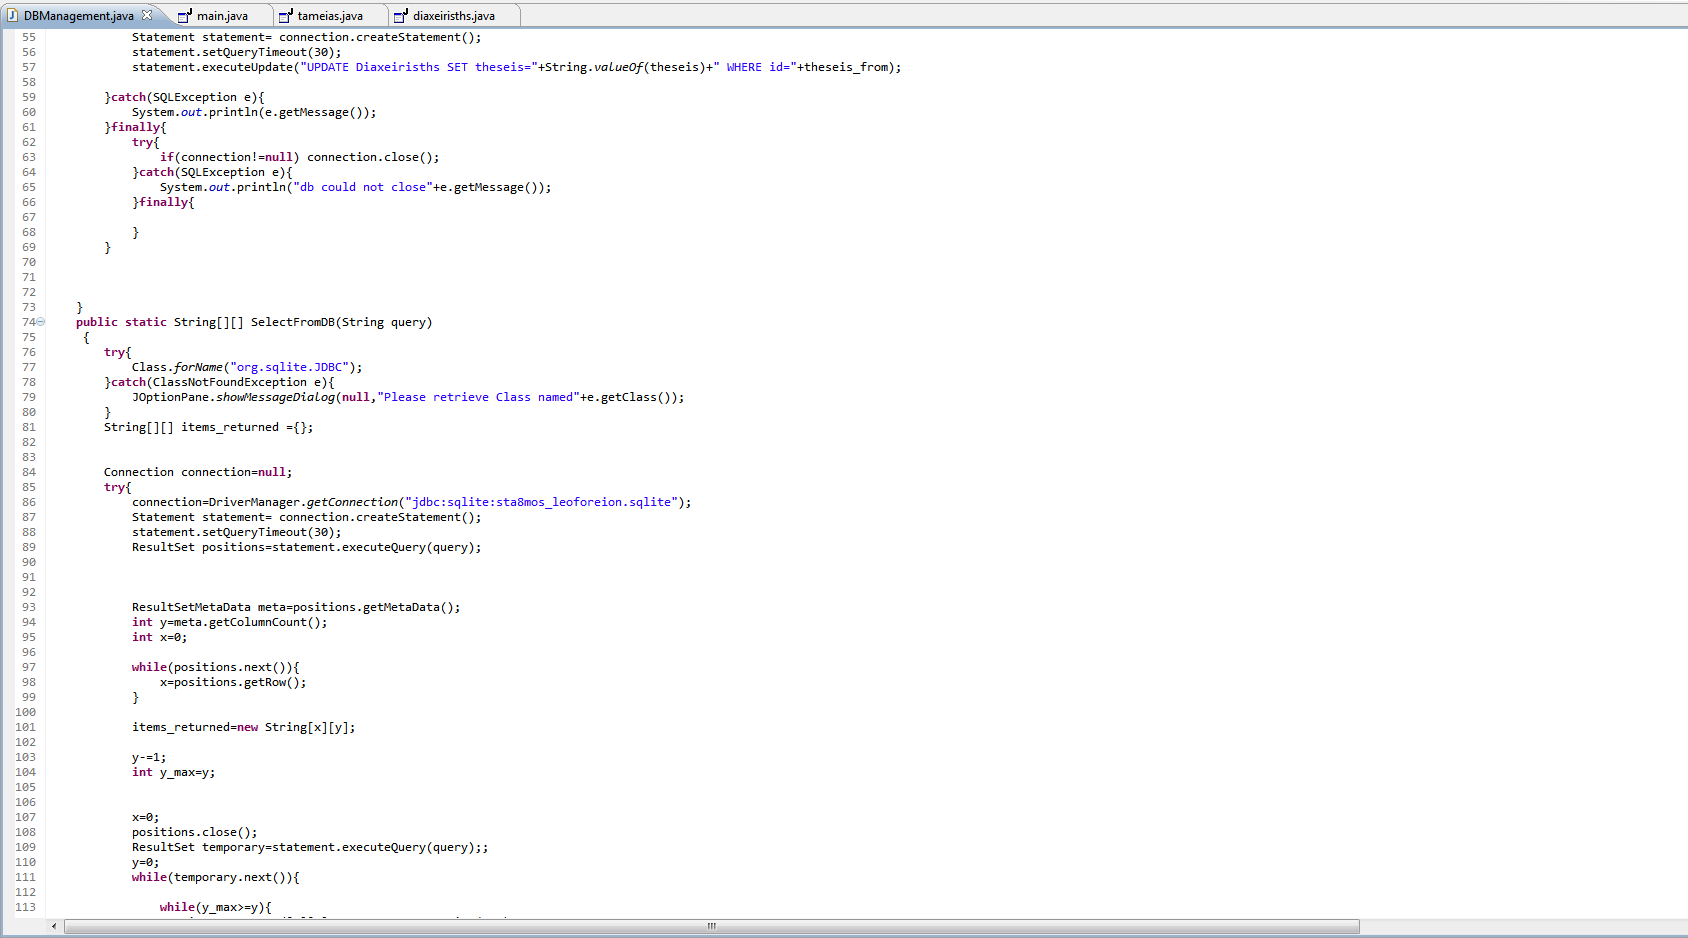 DBManagement.java main.java tameias.java diaxeirisths.java
55 Statement statement= connection.createStatement();
56 statement.setQueryTimeout(30);
57 statement.executeUpdate("UPDATE Diaxeirisths SET theseis="+String.valueOf(theseis)+" WHERE id="+theseis_from);
58
59 }catch(SQLException e){
60 System.out.println(e.getMessage());
61 }finally{
62 try{
63 if(connection!=null) connection.close();
64 }catch(SQLException e){
65 System.out.println("db could not close"+e.getMessage());
66 }finally{
67
68 }
69 }
70
71
72
73 }
74 public static String[][] SelectFromDB(String query)
75 {
76 try{
77 Class.forName("org.sqlite.JDBC");
78 }catch(ClassNotFoundException e){
79 JOptionPane.showMessageDialog(null,"Please retrieve Class named"+e.getClass());
80 }
81 String[][] items_returned ={};
82
83
84 Connection connection=null;
85 try{
86 connection=DriverManager.getConnection("jdbc:sqlite:sta8mos_leoforeion.sqlite");
87 Statement statement= connection.createStatement();
88 statement.setQueryTimeout(30);
89 ResultSet positions=statement.executeQuery(query);
90
91
92
93 ResultSetMetaData meta=positions.getMetaData();
94 int y=meta.getColumnCount();
95 int x=0;
96
97 while(positions.next()){
98 x=positions.getRow();
99 }
100
101 items_returned=new String[x][y];
102
103 y-=1;
104 int y_max=y;
105
106
107 x=0;
108 positions.close();
109 ResultSet temporary=statement.executeQuery(query);;
110 y=0;
111 while(temporary.next()){
112
113 while(y_max>=y){